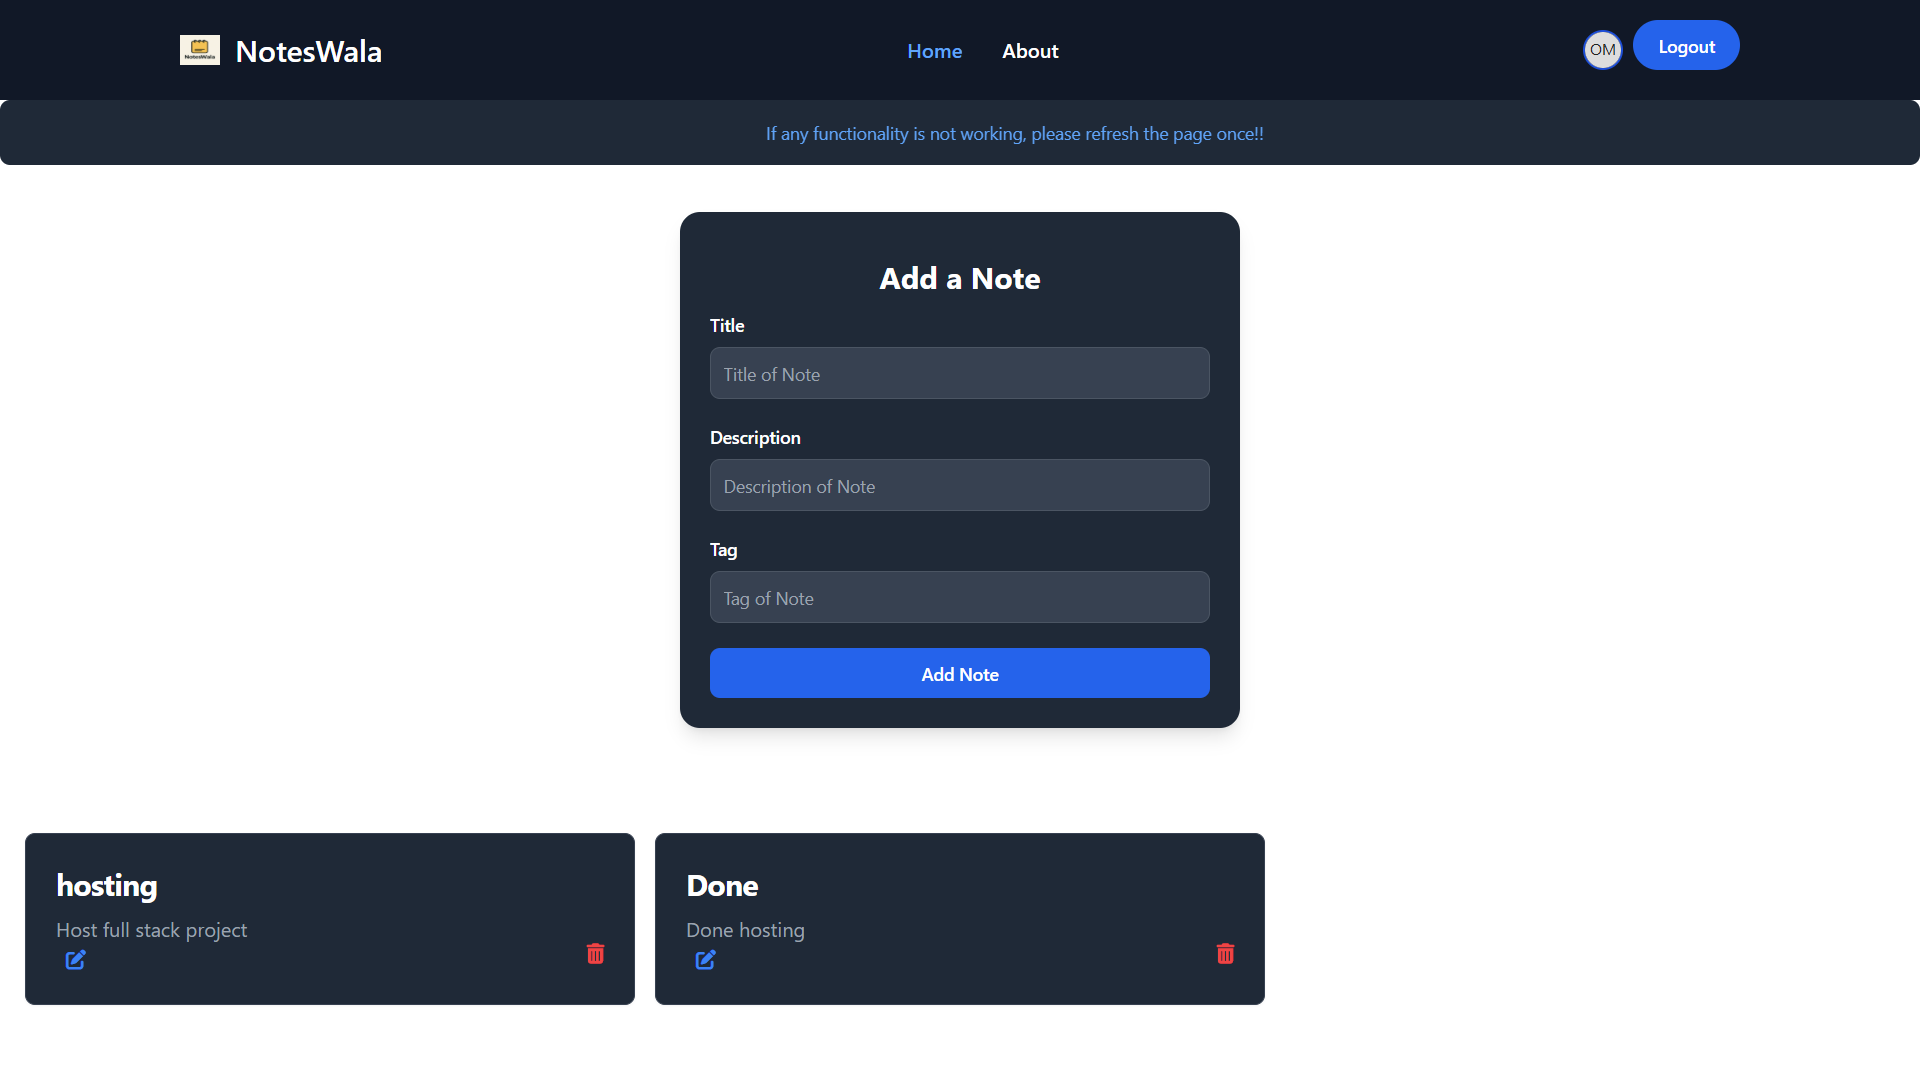 NotesWala
NotesWala
Home
About
OM
Logout
If any functionality is not working, please refresh the page once!!
Add a Note
Title
Title of Note
Description
Description of Note
Tag
Tag of Note
Add Note
hosting
Host full stack project
Done
Done hosting